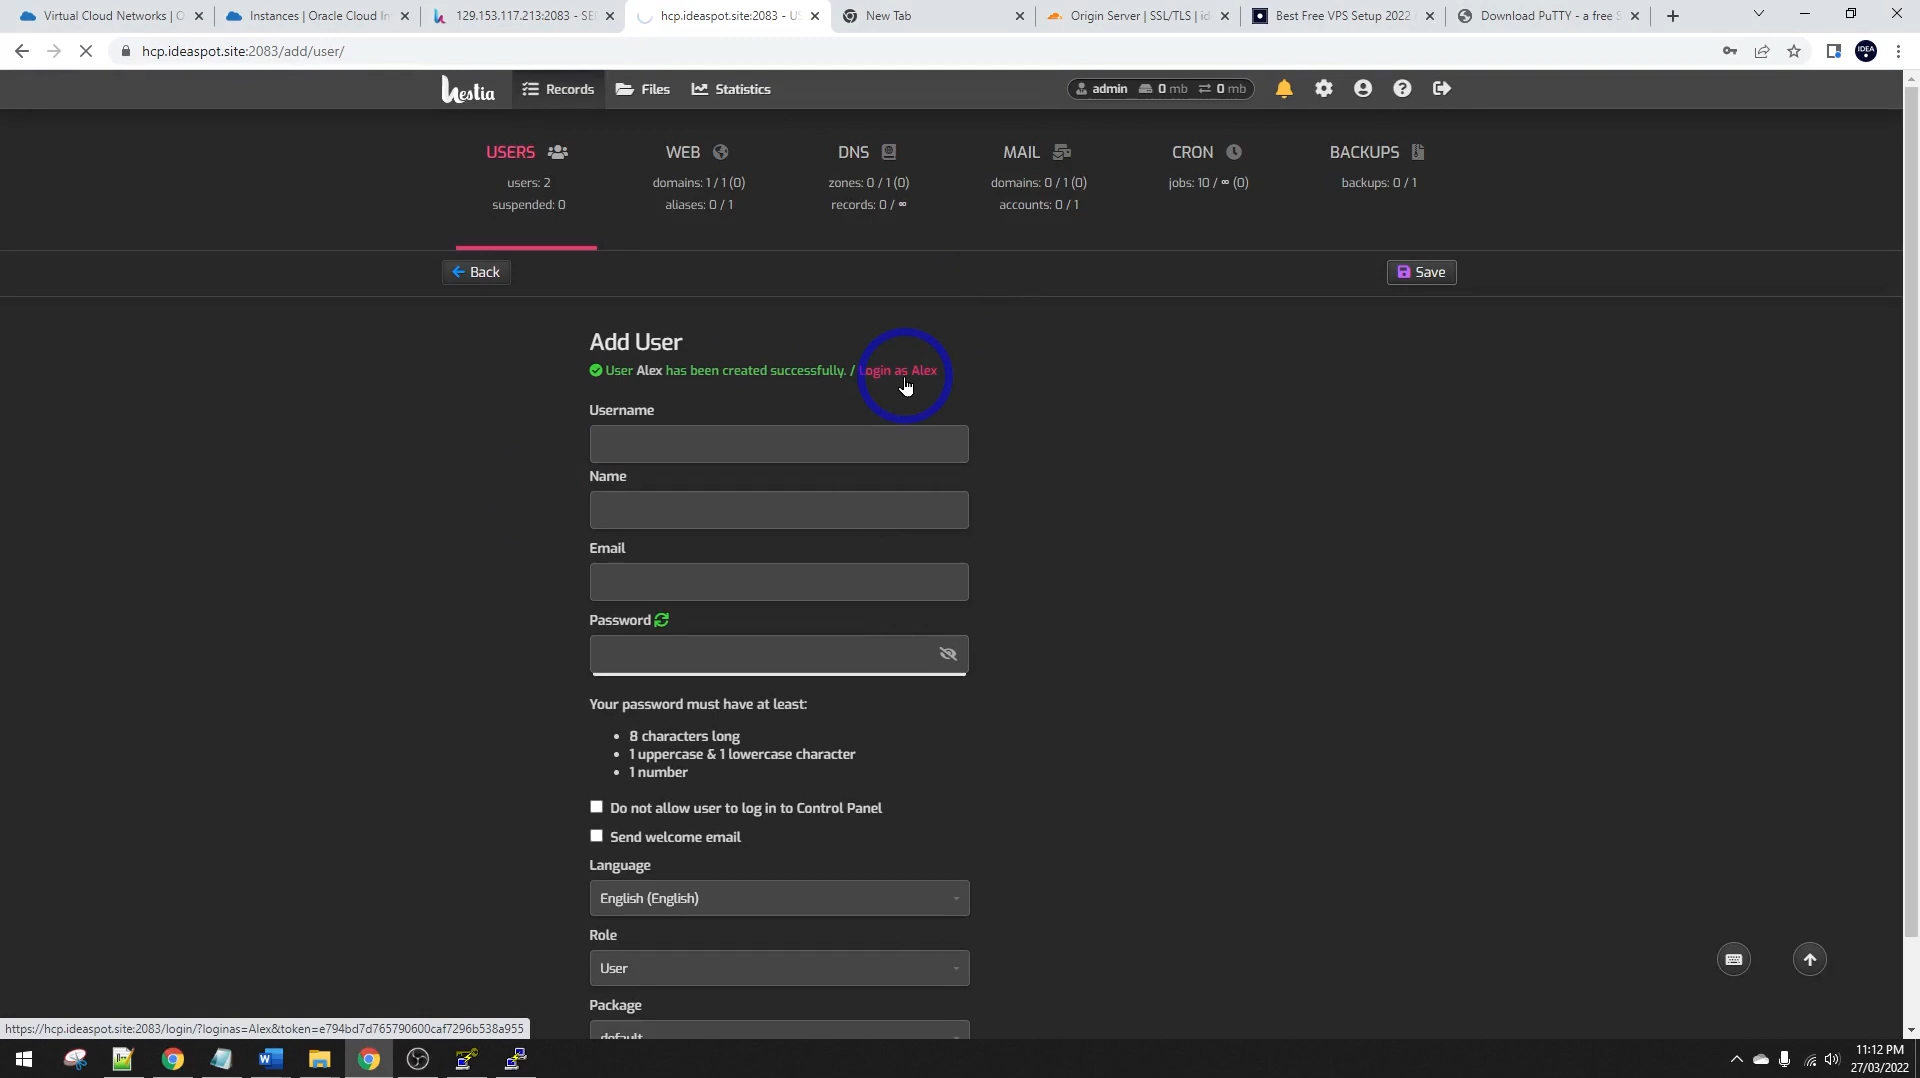 Virtual Cloud Networks | O
Instances | Oracle Cloud In
129.153.117.213:2083 - SE
hcp.ideaspot.site:2083 - US
New Tab
Origin Server | SSL/TLS | id
Best Free VPS Setup 2022
Download PuTTY - a free S
hcp.ideaspot.site:2083/add/user/
IDEA
hestia
Records
Files
Statistics
admin 0 mb 0 mb
USERS
users: 2
suspended: 0
WEB
domains: 1 / 1 (0)
aliases: 0 / 1
DNS
zones: 0 / 1 (0)
records: 0 / ∞
MAIL
domains: 0 / 1 (0)
accounts: 0 / 1
CRON
jobs: 10 / ∞ (0)
BACKUPS
backups: 0 / 1
Back
Save
Add User
User Alex has been created successfully. / Login as Alex
Username
Name
Email
Password
Your password must have at least:
• 8 characters long
• 1 uppercase & 1 lowercase character
• 1 number
Do not allow user to log in to Control Panel
Send welcome email
Language
English (English)
Role
User
Package
default
https://hcp.ideaspot.site:2083/login/?loginas=Alex&token=e794bd7d765790600caf7296b538a955
11:12 PM
27/03/2022